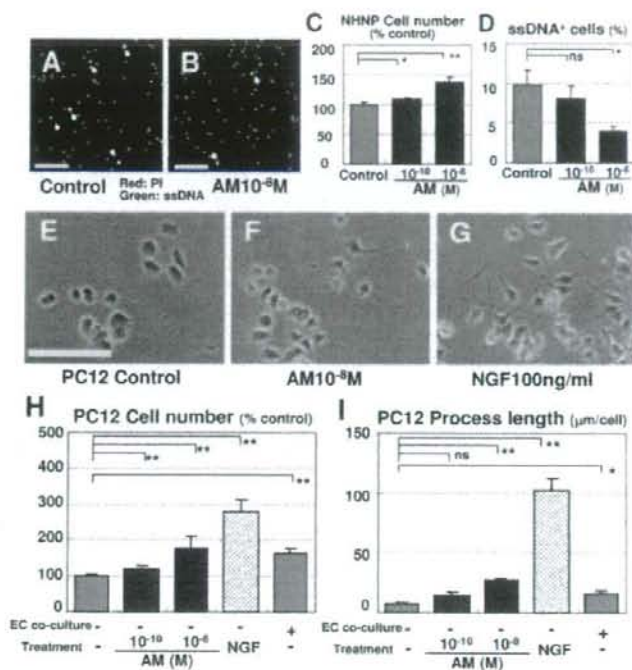 A
B
Control
Red: PI
Green: ssDNA
AM10⁻⁸M
C
NHNP Cell number
(% control)
200
150
100
50
0
*
**
Control
10⁻¹⁰
10⁻⁸
AM (M)
D
ssDNA⁺ cells (%)
15
10
5
0
ns
*
Control
10⁻¹⁰
10⁻⁸
AM (M)
E
F
G
PC12 Control
AM10⁻⁸M
NGF100ng/ml
H
PC12 Cell number (% control)
500
400
300
200
100
0
**
**
**
**
EC co-culture - - - - +
Treatment - 10⁻¹⁰ 10⁻⁸ NGF -
AM (M)
I
PC12 Process length (μm/cell)
150
100
50
0
**
**
ns
*
- - - - +
- 10⁻¹⁰ 10⁻⁸ NGF -
AM (M)